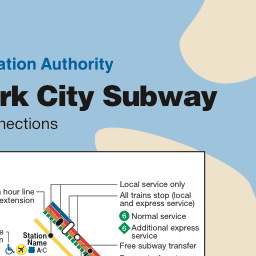 ation Authority
rk City Subway
nections
Local service only
All trains stop (local
and express service)
6 Normal service
6 Additional express
service
Free subway transfer
hour line
extension
Station
Name
A·C